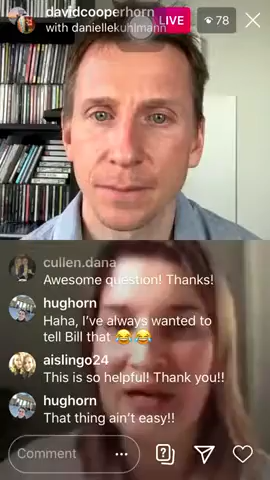 davidcooperhorn
with daniellekuhlmann
LIVE
78
cullen.dana
Awesome question! Thanks!
hughorn
Haha, I've always wanted to
tell Bill that 😂😂
aislingo24
This is so helpful! Thank you!!
hughorn
That thing ain't easy!!
Comment